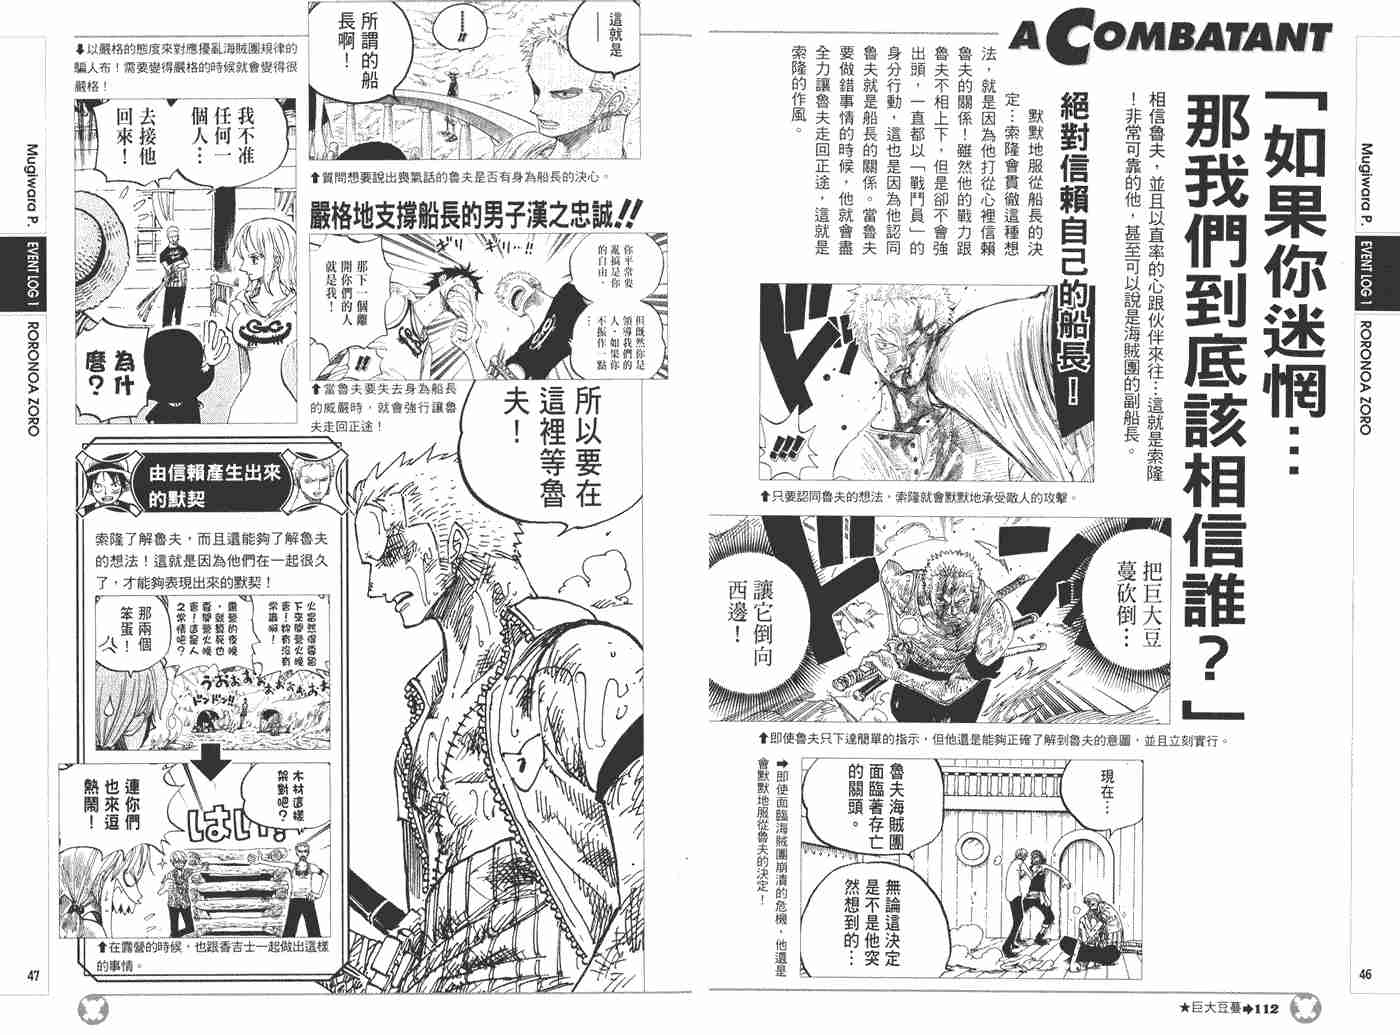 A COMBATANT
「如果你迷惘…
那我們到底該相信誰？」
相信魯夫，並且以直率的心跟伙伴來往…這就是索隆
！非常可靠的他，甚至可以說是海賊團的副船長。
絕對信賴自己的船長！
默默地服從船長的決
定…索隆會貫徹這種想
法，就是因為他打從心裡信賴
魯夫的關係！雖然他的戰力跟
魯夫不相上下，但是卻不會強
出頭，一直都以「戰鬥員」的
身分行動，這也是因為他認同
魯夫就是船長的關係。當魯夫
要做錯事情的時候，他就會盡
全力讓魯夫走回正途，這就是
索隆的作風。
!!!
⬆只要認同魯夫的想法，索隆就會默默地承受敵人的攻擊。
把巨大豆
蔓砍倒…
讓它倒向
西邊！
⬆即使魯夫只下達簡單的指示，但他還是能夠正確了解到魯夫的意圖，並且立刻實行。
現在…
魯夫海賊團
面臨著存亡
的關頭。
無論這決定
是不是他突
然想到的…
➡即使面臨海賊團崩潰的危機，他還是
會默默地服從魯夫的決定！
Mugiwara P.
EVENT LOG 1
RORONOA ZORO
46
★巨大豆蔓➡112
這就是
——
………!!
所謂的船
長啊！
⬆質問想要說出喪氣話的魯夫是否有身為船長的決心。
嚴格地支撐船長的男子漢之忠誠!!
你平常要
亂搞是你
的自由。
但既然你是
領導我們的
人，如果你
不振作一點
…
那下一個離
開你們的人
就是我！
!!
⬆當魯夫要失去身為船長
的威嚴時，就會強行讓魯
夫走回正途！
所以要在
這裡等魯
夫！
⬇以嚴格的態度來對應擾亂海賊團規律的
騙人布！需要變得嚴格的時候就會變得很
嚴格！
我不准
任何一
個人…
去接他
回來！
為什
麼？
由信賴產生出來
的默契
索隆了解魯夫，而且還能夠了解魯夫
的想法！這就是因為他們在一起很久
了，才能夠表現出來的默契！
那兩個
笨蛋！
うおぉぉおぉおぉ
ドンドン!!
木材這樣
架對吧？
はい！
連你們
也來逗
熱鬧！
⬆在露營的時候，也跟香吉士一起做出這樣
的事情。
Mugiwara P.
EVENT LOG 1
RORONOA ZORO
47